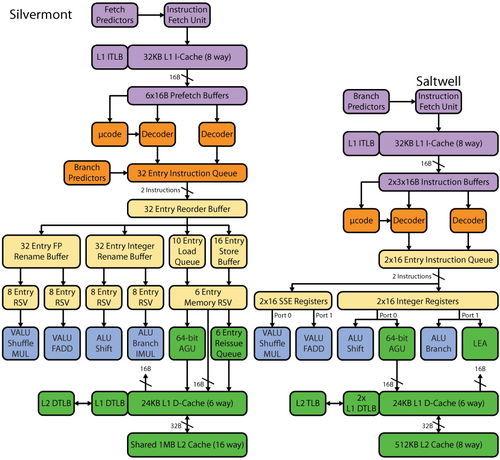 Silvermont
Fetch
Predictors
Instruction
Fetch Unit
L1 ITLB
32KB L1 I-Cache (8 way)
16B
6x16B Prefetch Buffers
µcode
Decoder
Decoder
Branch
Predictors
32 Entry Instruction Queue
2 Instructions
32 Entry Reorder Buffer
32 Entry FP
Rename Buffer
32 Entry Integer
Rename Buffer
10 Entry
Load
Queue
16 Entry
Store
Buffer
8 Entry
RSV
8 Entry
RSV
8 Entry
RSV
8 Entry
RSV
6 Entry
Memory RSV
VALU
Shuffle
MUL
VALU
FADD
ALU
Shift
ALU
Branch
IMUL
64-bit
AGU
6 Entry
Reissue
Queue
16B
16B
L2 DTLB
L1 DTLB
24KB L1 D-Cache (6 way)
32B
Shared 1MB L2 Cache (16 way)
Saltwell
Branch
Predictors
Instruction
Fetch Unit
L1 ITLB
32KB L1 I-Cache (8 way)
16B
2x3x16B Instruction Buffers
µcode
Decoder
Decoder
2x16 Entry Instruction Queue
2 Instructions
2x16 SSE Registers
2x16 Integer Registers
Port 0
Port 1
Port 0
Port 1
VALU
Shuffle
MUL
VALU
FADD
ALU
Shift
64-bit
AGU
ALU
Branch
LEA
16B
16B
L2 TLB
2x
L1 DTLB
24KB L1 D-Cache (6 way)
32B
512KB L2 Cache (8 way)